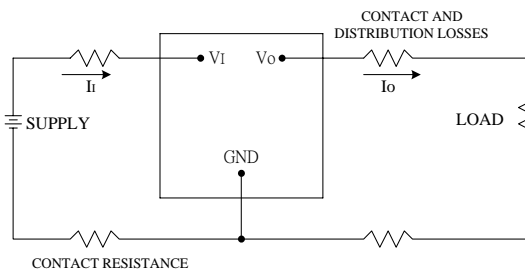 CONTACT AND
DISTRIBUTION LOSSES
VI
VO
II
IO
SUPPLY
LOAD
GND
CONTACT RESISTANCE